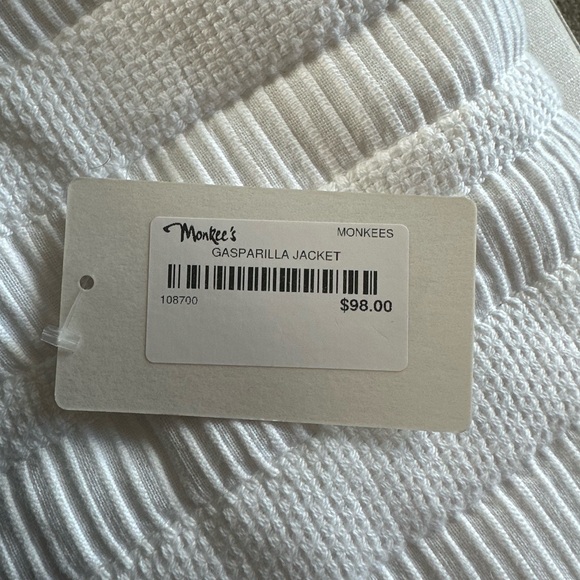 Monkee's MONKEES
GASPARILLA JACKET
108700 $98.00